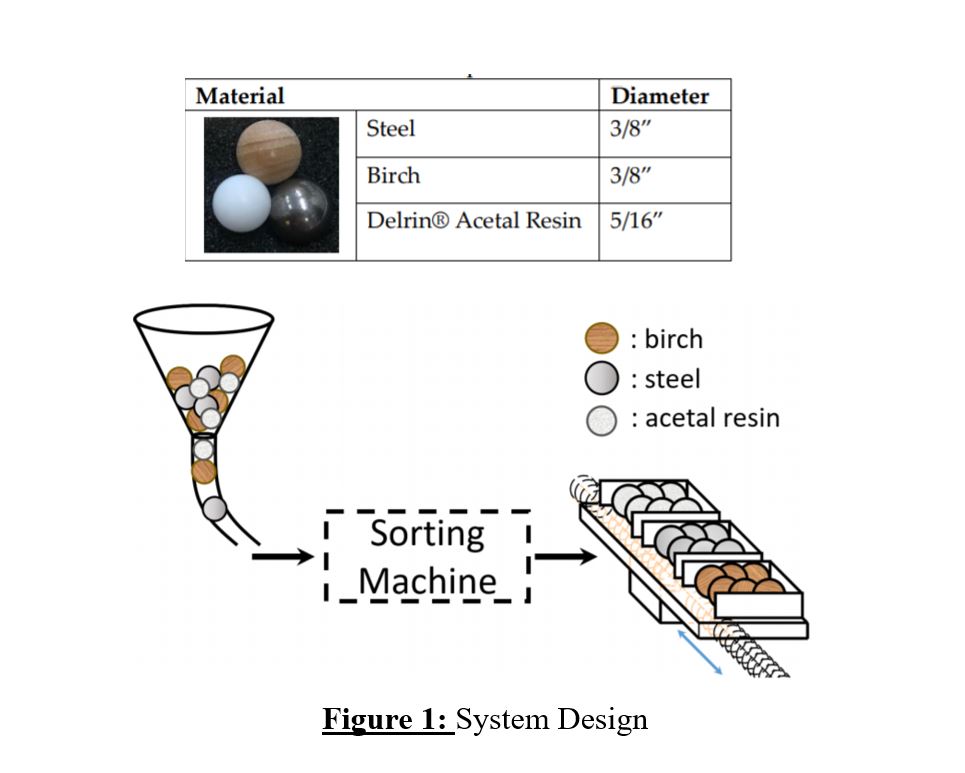 Material Diameter
Steel 3/8”
Birch 3/8”
Delrin® Acetal Resin 5/16”
: birch
: steel
: acetal resin
Sorting
Machine
Figure 1: System Design